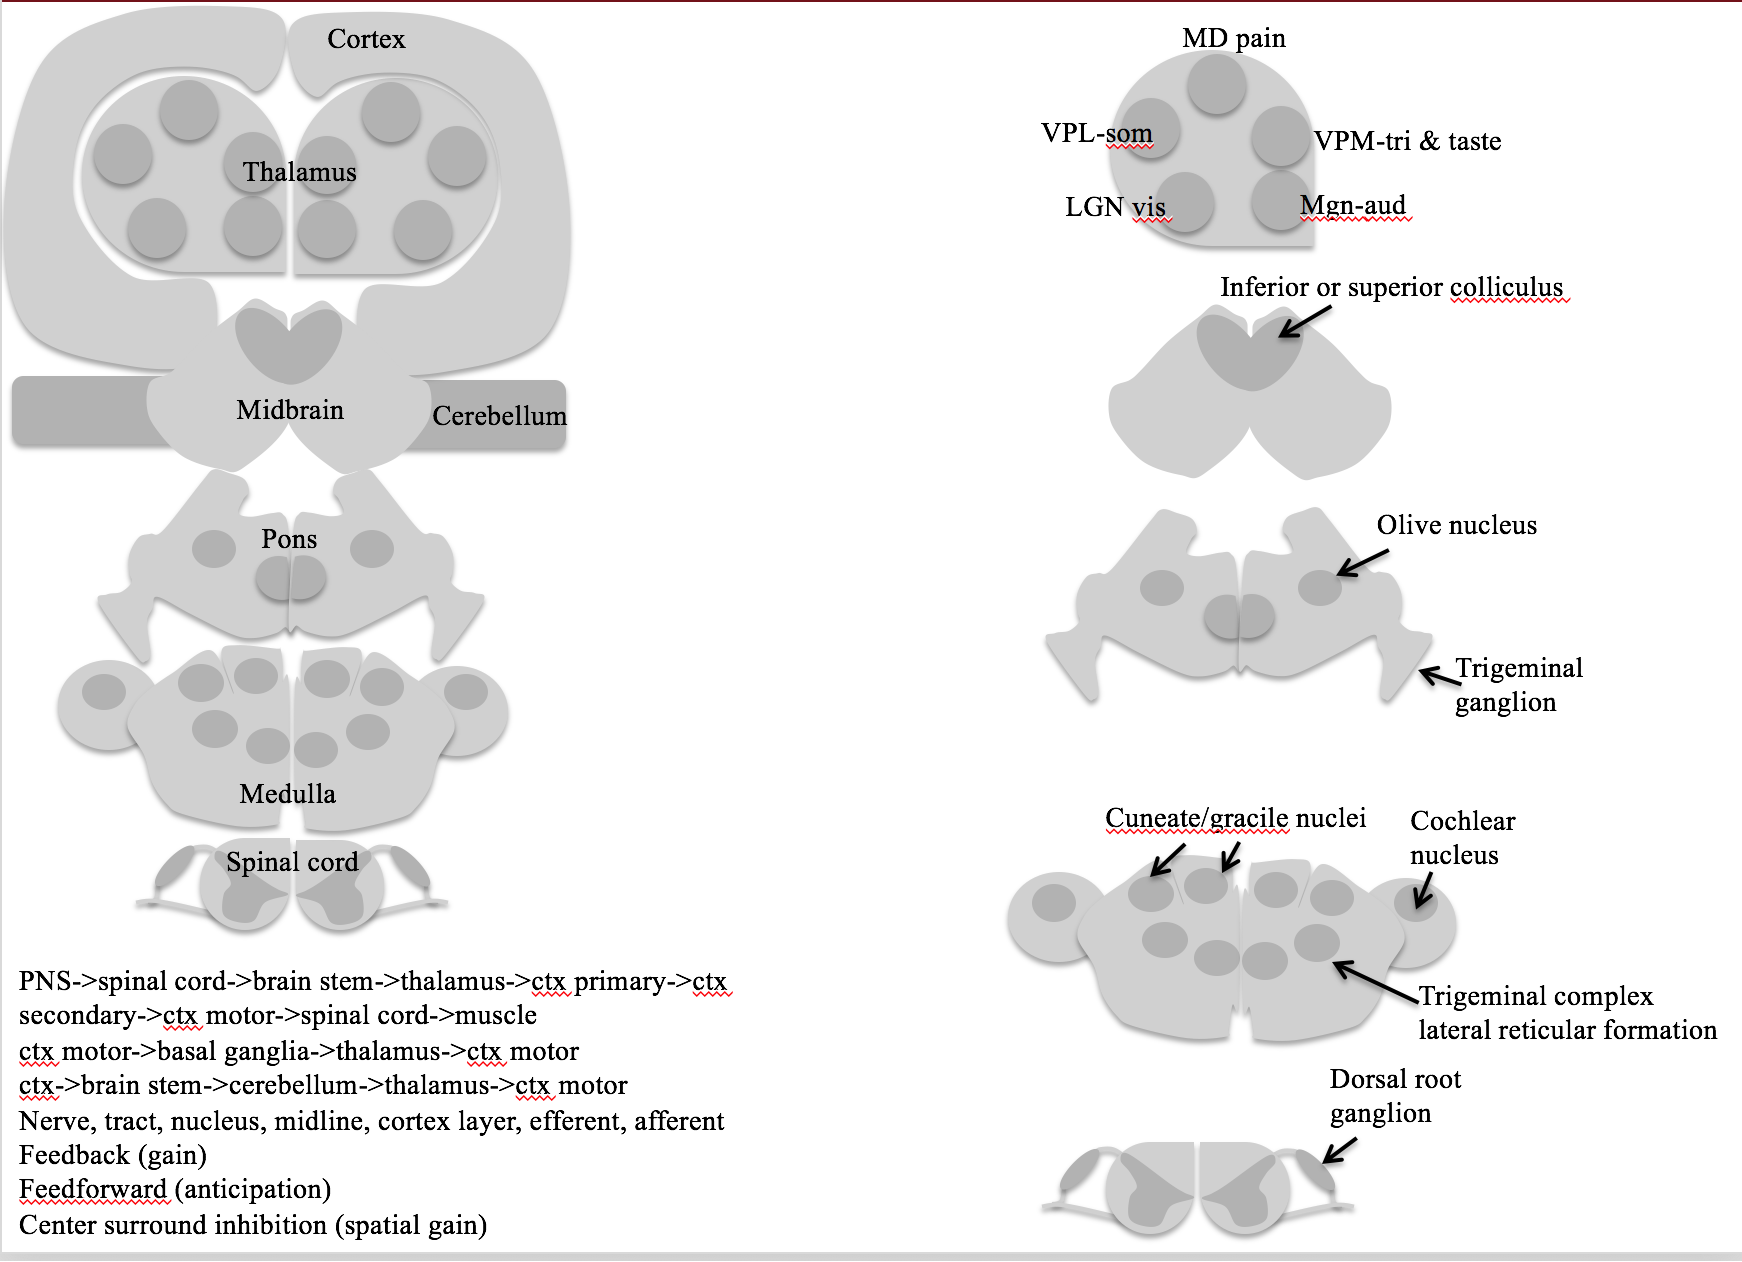 Cortex
Thalamus
Midbrain
Cerebellum
Pons
Medulla
Spinal cord
PNS->spinal cord->brain stem->thalamus->ctx primary->ctx
secondary->ctx motor->spinal cord->muscle
ctx motor->basal ganglia->thalamus->ctx motor
ctx->brain stem->cerebellum->thalamus->ctx motor
Nerve, tract, nucleus, midline, cortex layer, efferent, afferent
Feedback (gain)
Feedforward (anticipation)
Center surround inhibition (spatial gain)
MD pain
VPL-som
VPM-tri & taste
LGN vis
Mgn-aud
Inferior or superior colliculus
Olive nucleus
Trigeminal
ganglion
Cuneate/gracile nuclei
Cochlear
nucleus
Trigeminal complex
lateral reticular formation
Dorsal root
ganglion